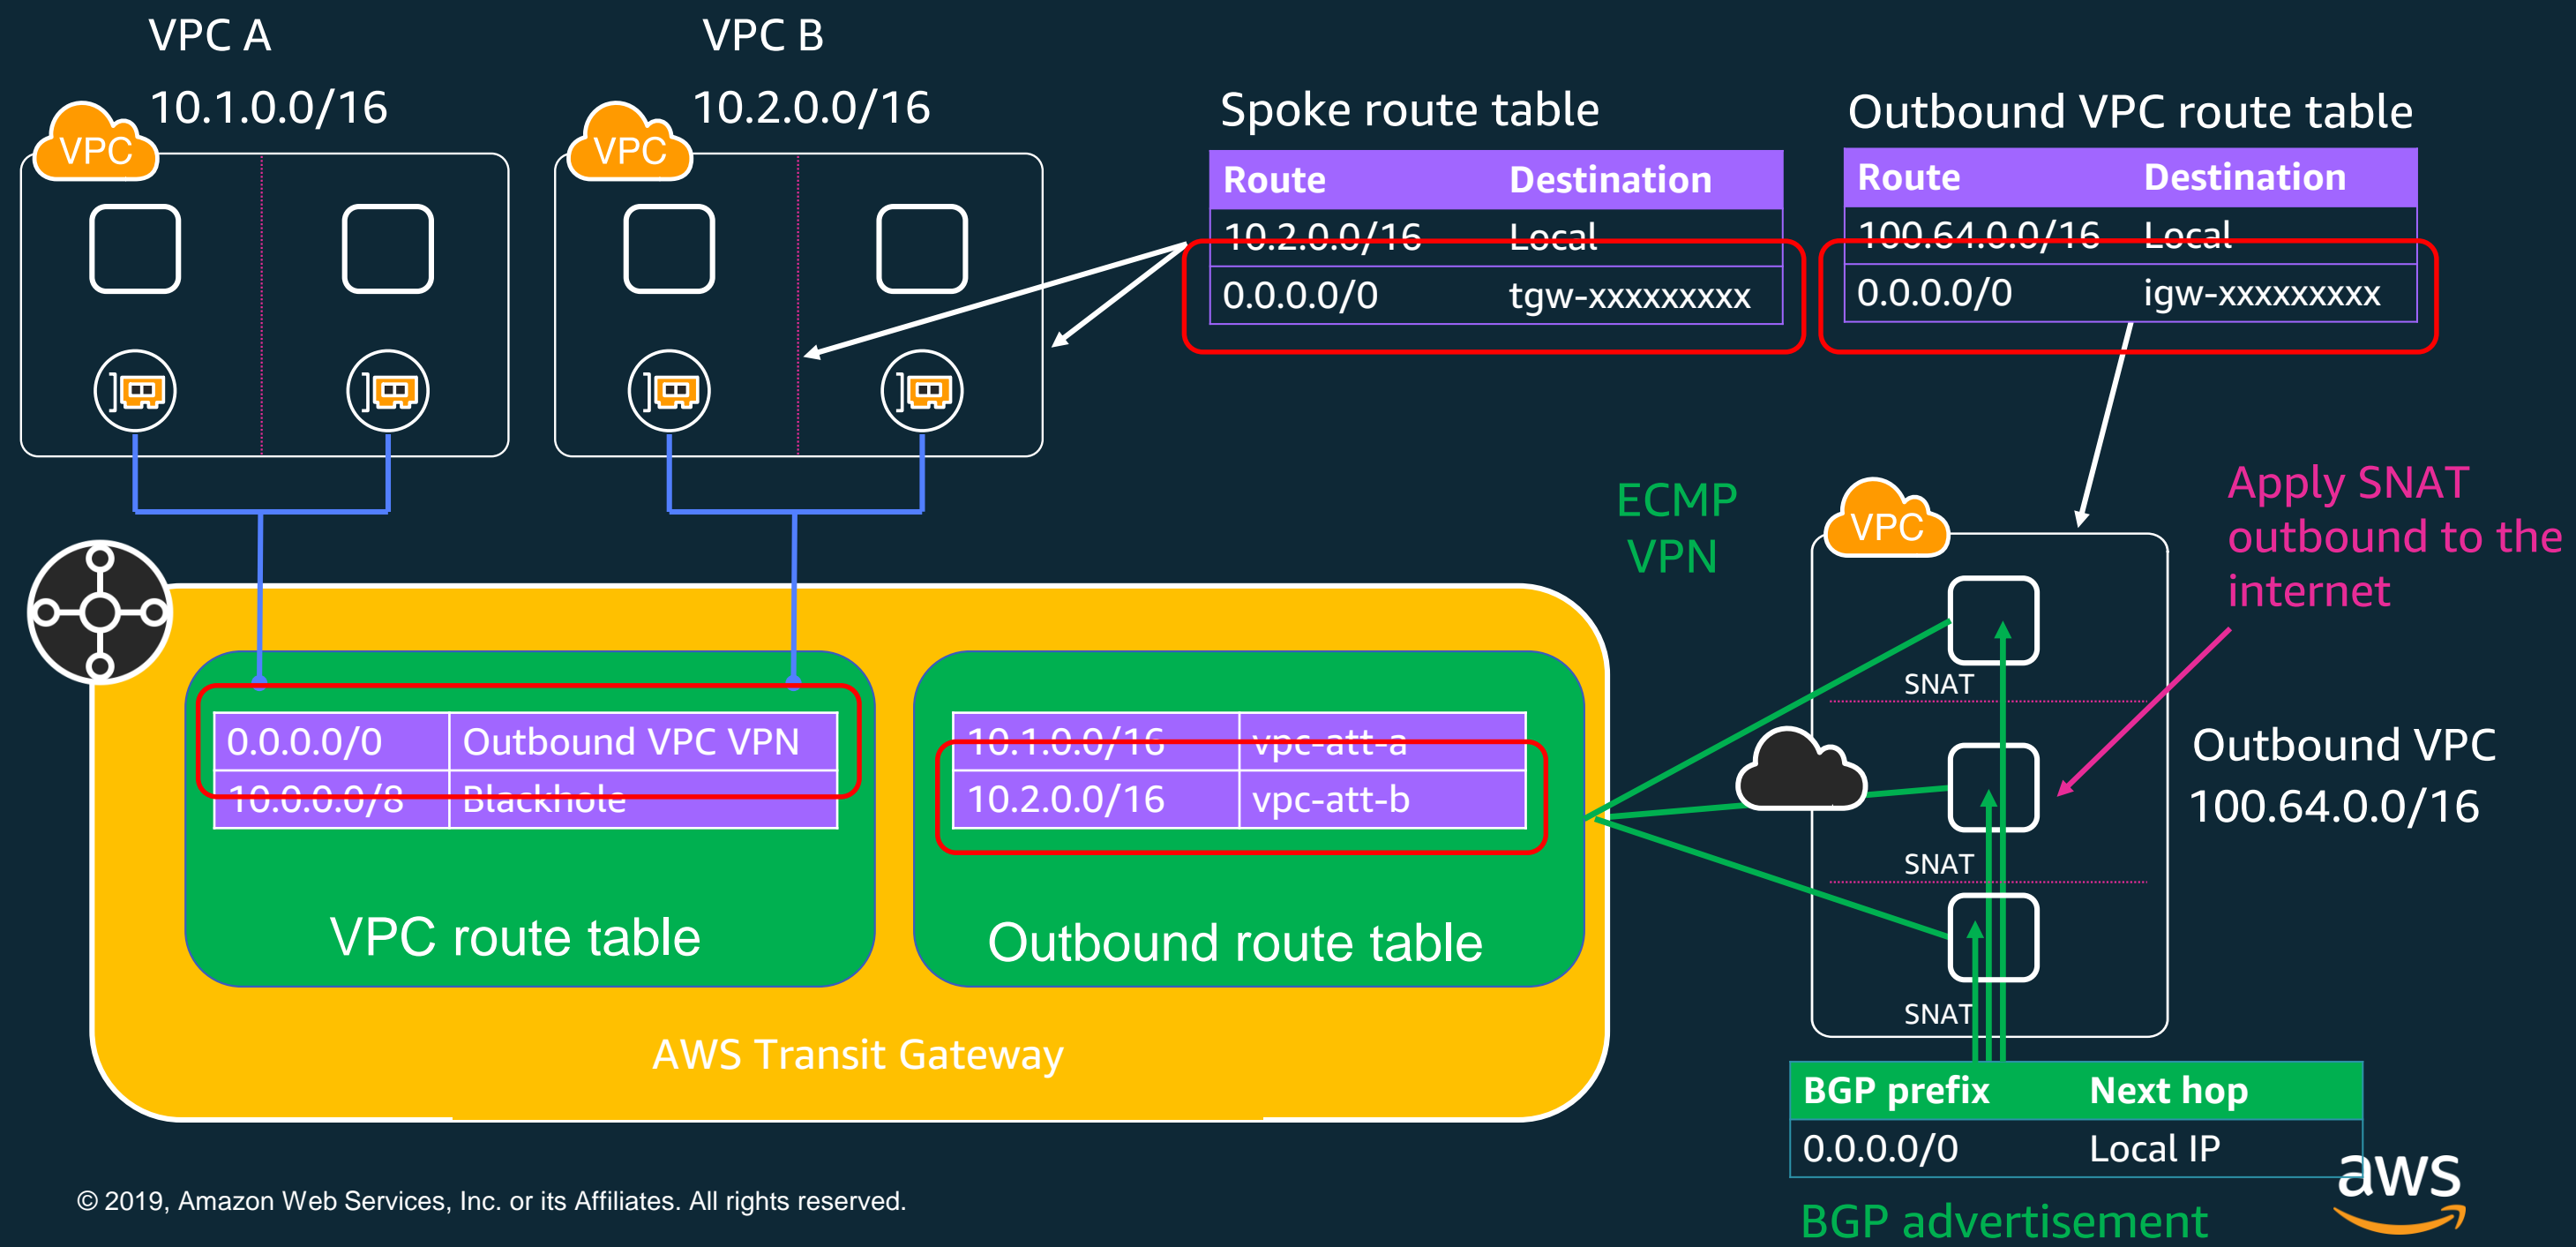 VPC A
10.1.0.0/16
VPC
VPC B
10.2.0.0/16
VPC
Spoke route table
Route Destination
10.2.0.0/16 Local
0.0.0.0/0 tgw-xxxxxxxxx
Outbound VPC route table
Route Destination
100.64.0.0/16 Local
0.0.0.0/0 igw-xxxxxxxxx
ECMP
VPN
VPC
Apply SNAT
outbound to the
internet
SNAT
SNAT
SNAT
Outbound VPC
100.64.0.0/16
0.0.0.0/0 Outbound VPC VPN
10.0.0.0/8 Blackhole
VPC route table
10.1.0.0/16 vpc-att-a
10.2.0.0/16 vpc-att-b
Outbound route table
AWS Transit Gateway
BGP prefix Next hop
0.0.0.0/0 Local IP
BGP advertisement
© 2019, Amazon Web Services, Inc. or its Affiliates. All rights reserved.
aws